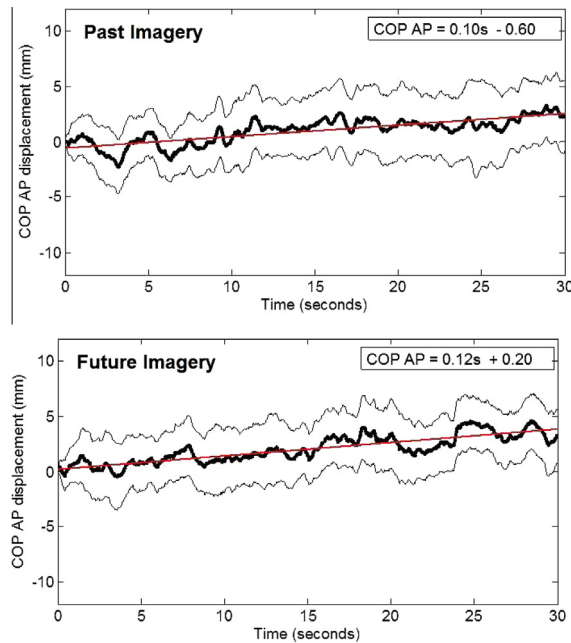 Past Imagery
COP AP = 0.10s - 0.60
COP AP displacement (mm)
10
5
0
-5
-10
0 5 10 15 20 25 30
Time (seconds)
Future Imagery
COP AP = 0.12s + 0.20
COP AP displacement (mm)
10
5
0
-5
-10
0 5 10 15 20 25 30
Time (seconds)